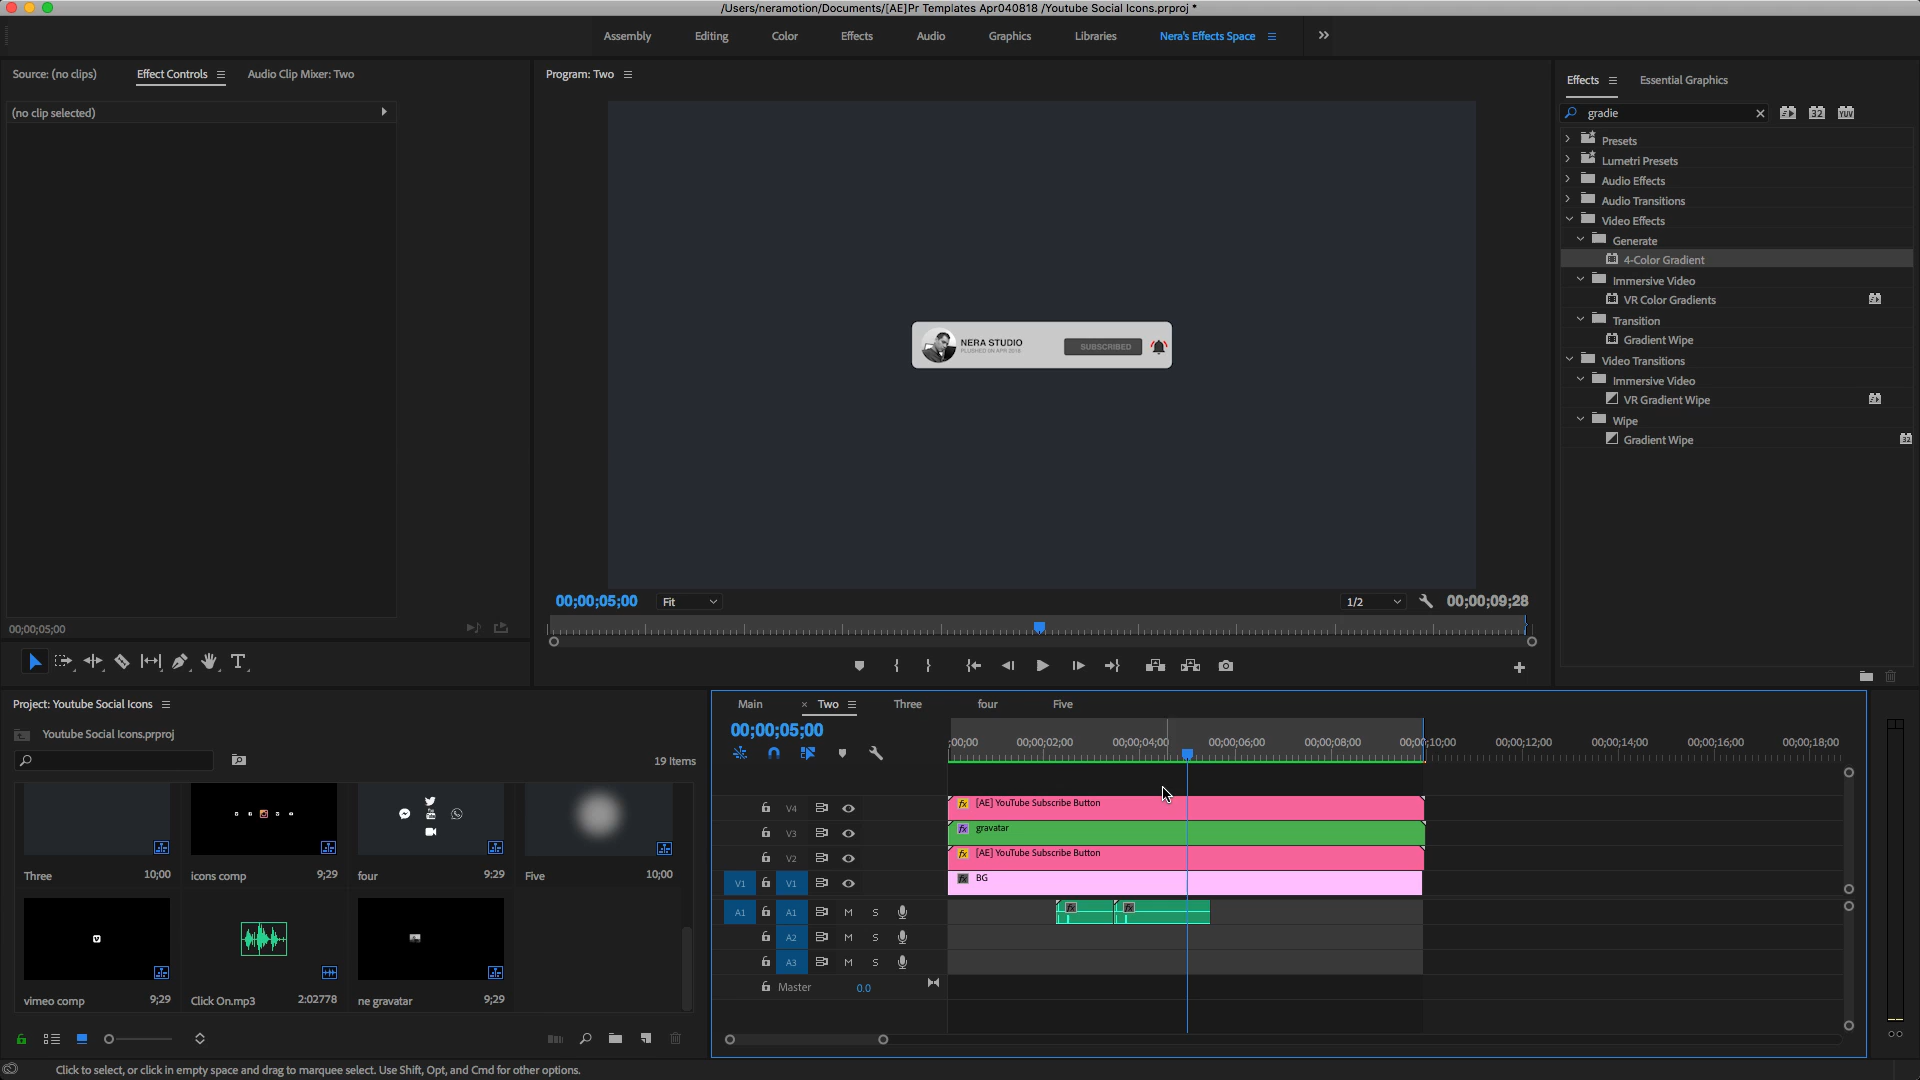 /Users/neramotion/Documents/[AE]Pr Templates Apr040818 /Youtube Social Icons.prproj *
Assembly Editing Color Effects Audio Graphics Libraries Nera's Effects Space
Source: (no clips) Effect Controls Audio Clip Mixer: Two
(no clip selected)
00;00;05;00
Program: Two
NERA STUDIO
SUBSCRIBED
00;00;05;00 Fit 1/2 00;00;09;28
Effects Essential Graphics
gradie
Presets
Lumetri Presets
Audio Effects
Audio Transitions
Video Effects
Generate
4-Color Gradient
Immersive Video
VR Color Gradients
Transition
Gradient Wipe
Video Transitions
Immersive Video
VR Gradient Wipe
Wipe
Gradient Wipe
Project: Youtube Social Icons
Youtube Social Icons.prproj
19 Items
Three 10;00
icons comp 9;29
four 9:29
Five 10;00
vimeo comp 9;29
Click On.mp3 2:02778
ne gravatar 9;29
Main × Two Three four Five
00;00;05;00
;00;00 00;00;02;00 00;00;04;00 00;00;06;00 00;00;08;00 00;00;10;00 00;00;12;00 00;00;14;00 00;00;16;00 00;00;18;00
V4 fx [AE] YouTube Subscribe Button
V3 fx gravatar
V2 fx [AE] YouTube Subscribe Button
V1 V1 fx BG
A1 A1 M S fx fx
A2 M S
A3 M S
Master 0.0
Click to select, or click in empty space and drag to marquee select. Use Shift, Opt, and Cmd for other options.